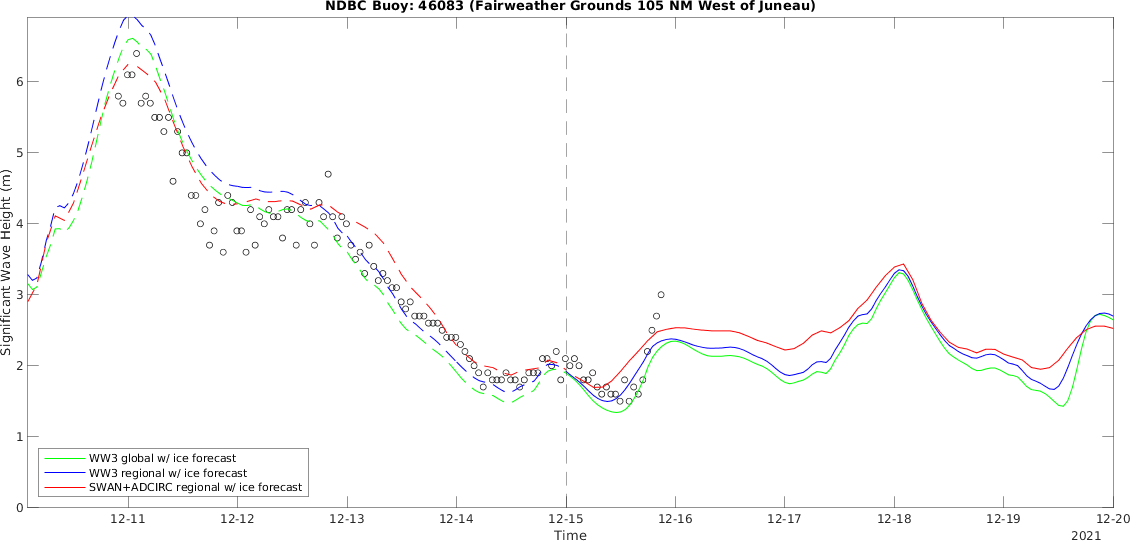 NDBC Buoy: 46083 (Fairweather Grounds 105 NM West of Juneau)
Significant Wave Height (m)
6
5
4
3
2
1
0
WW3 global w/ ice forecast
WW3 regional w/ ice forecast
SWAN+ADCIRC regional w/ ice forecast
12-11 12-12 12-13 12-14 12-15 12-16 12-17 12-18 12-19 12-20
Time
2021